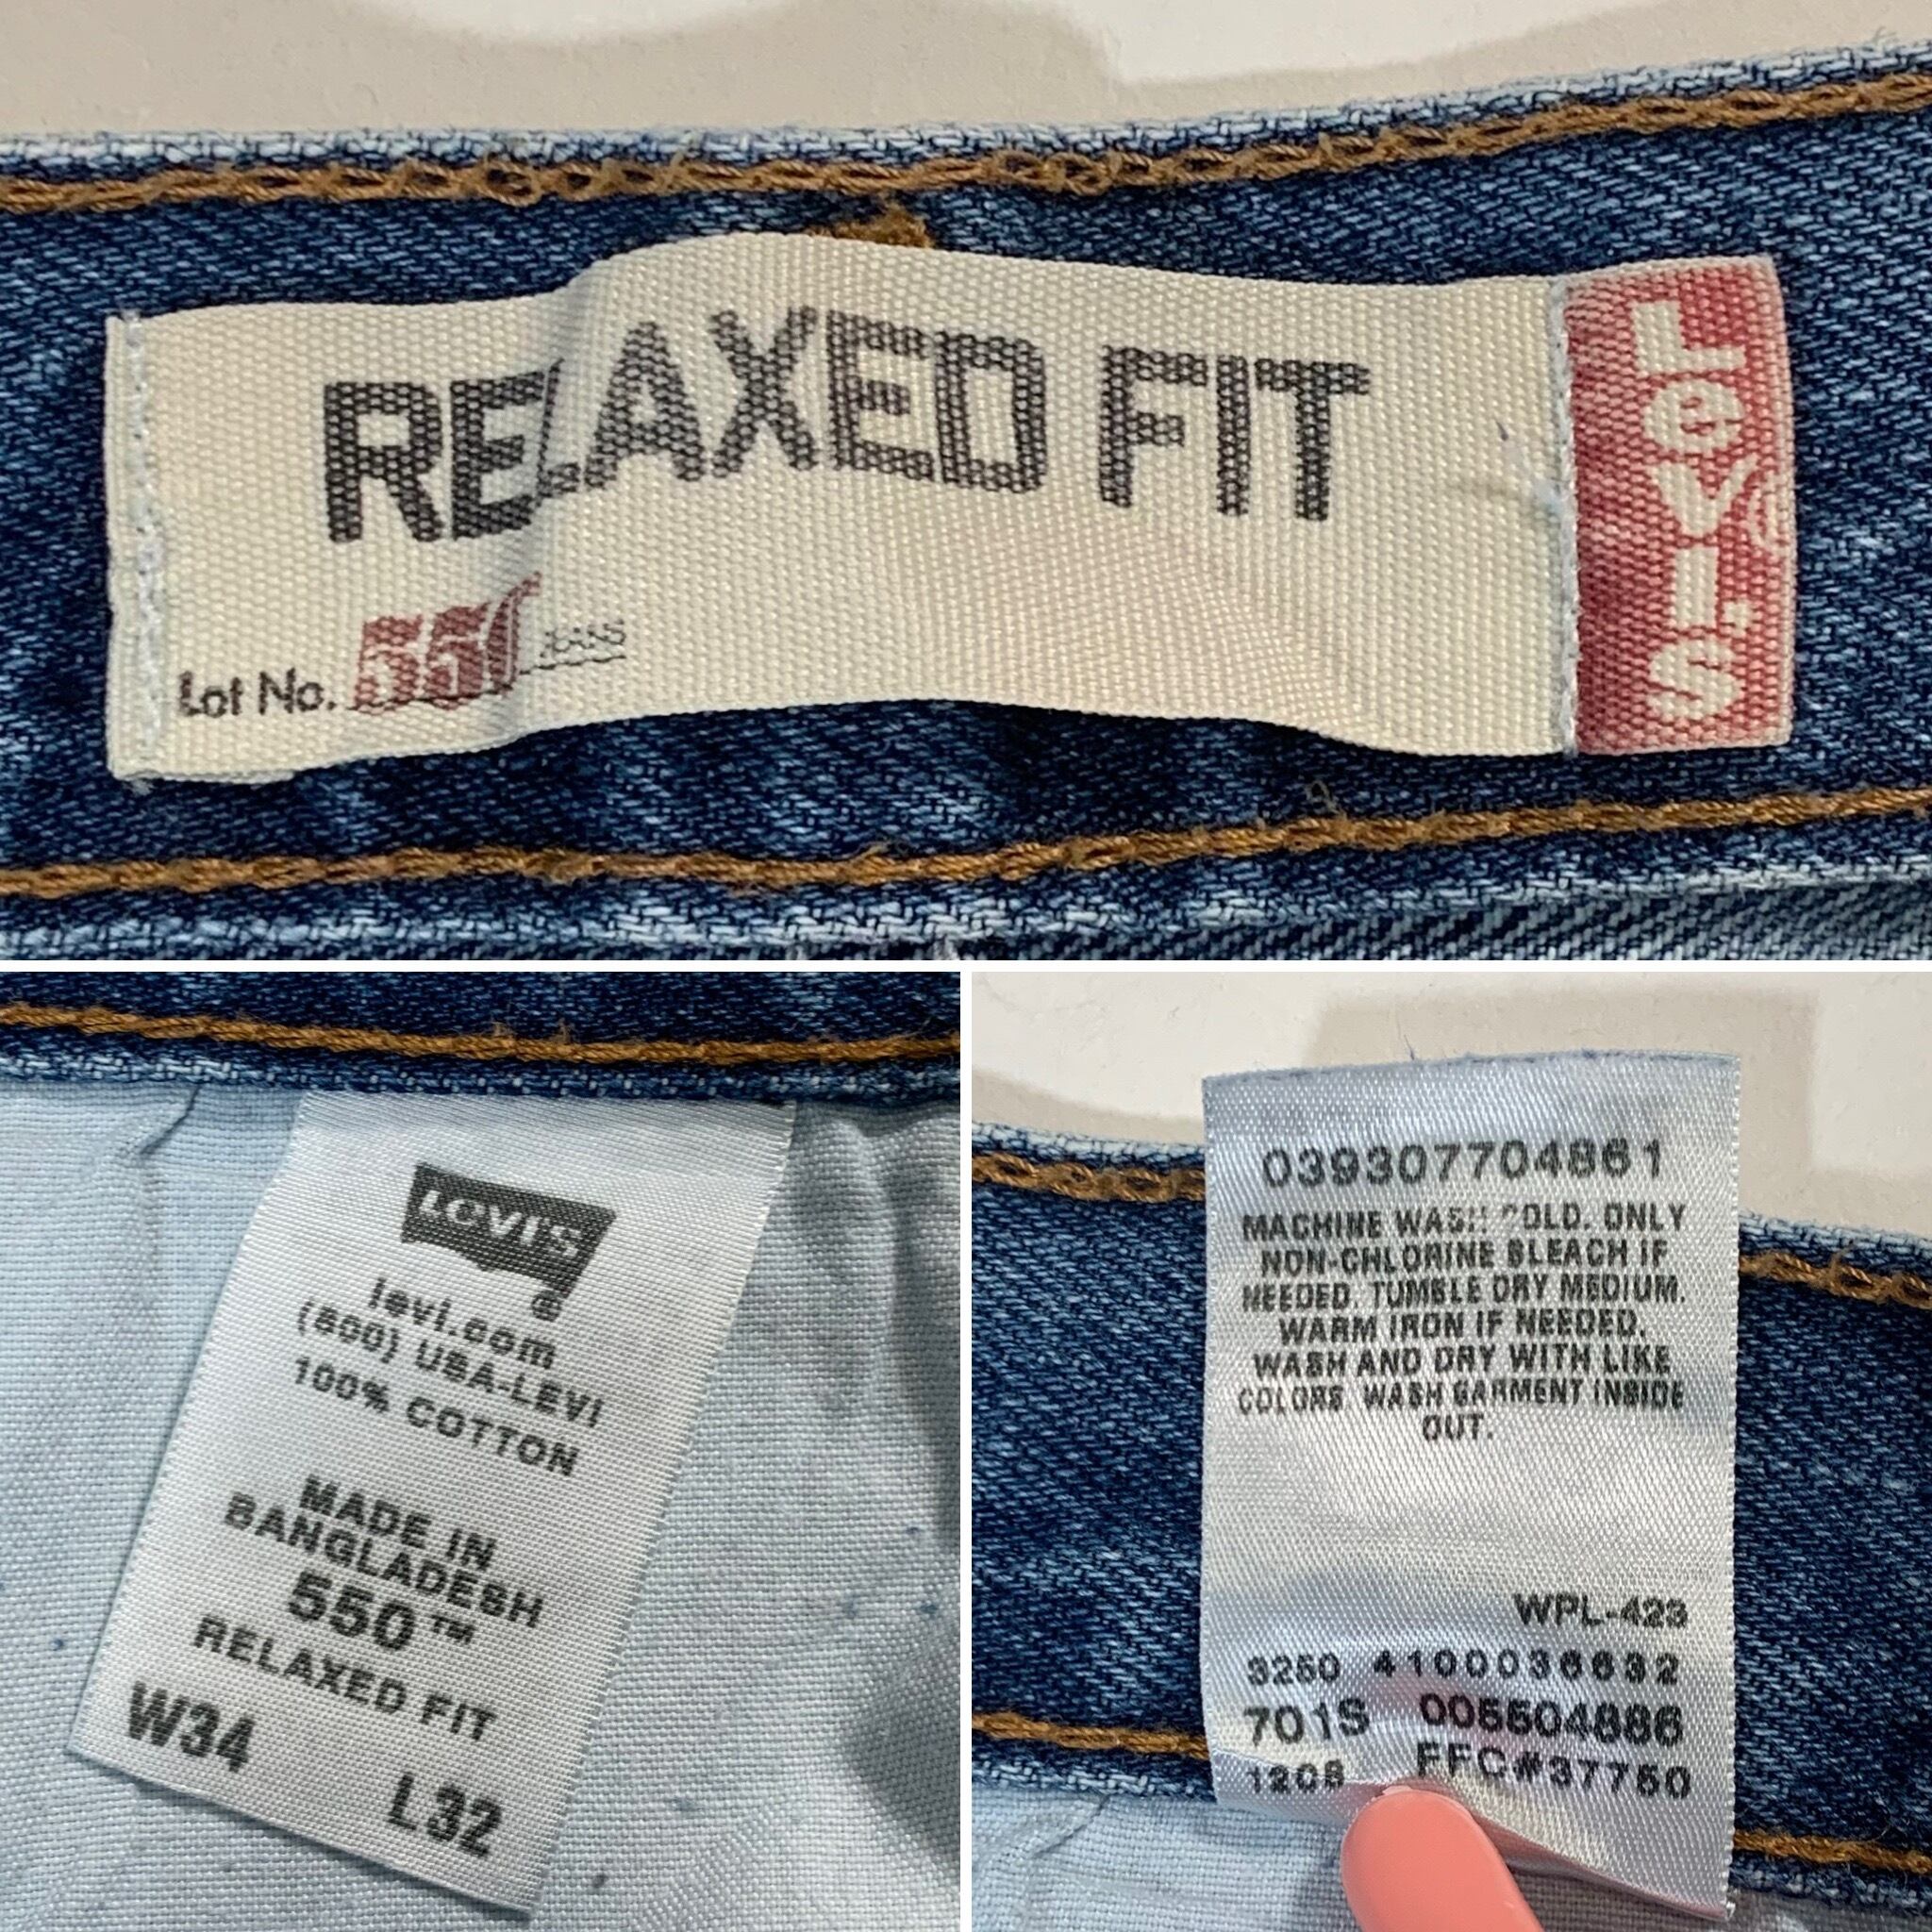 RELAXED FIT
Lot No. 550 JEANS
Levi's
LEVI'S
®
levi.com
(800) USA-LEVI
100% COTTON
MADE IN
BANGLADESH
550™
RELAXED FIT
W34
L32
039307704861
MACHINE WASH COLD. ONLY
NON-CHLORINE BLEACH IF
NEEDED. TUMBLE DRY MEDIUM.
WARM IRON IF NEEDED.
WASH AND DRY WITH LIKE
COLORS. WASH GARMENT INSIDE
OUT.
WPL-423
3250 4100036632
701S 005504886
1208 FFC#37750